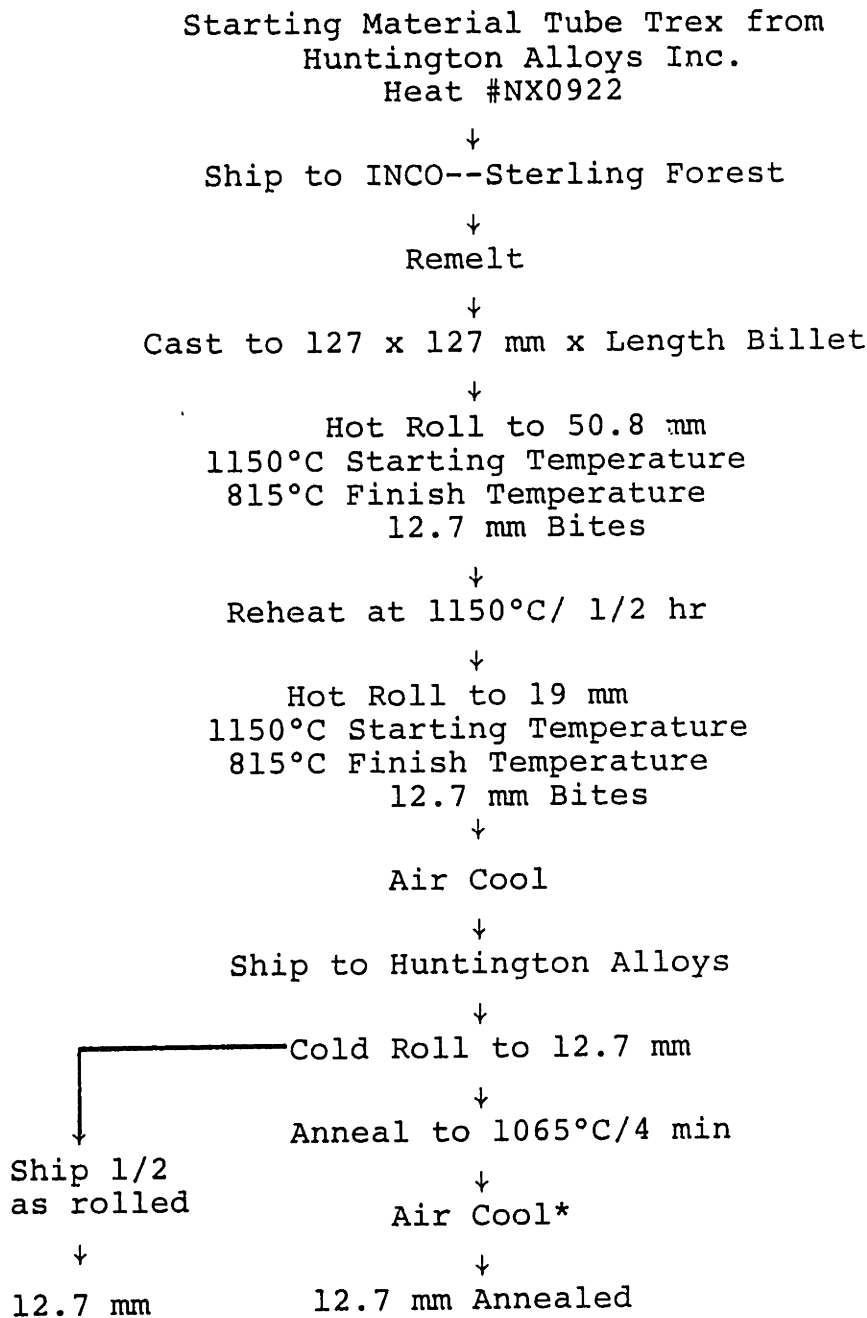 Starting Material Tube Trex from
Huntington Alloys Inc.
Heat #NX0922
↓
Ship to INCO--Sterling Forest
↓
Remelt
↓
Cast to 127 x 127 mm x Length Billet
↓
Hot Roll to 50.8 mm
1150°C Starting Temperature
815°C Finish Temperature
12.7 mm Bites
↓
Reheat at 1150°C/ 1/2 hr
↓
Hot Roll to 19 mm
1150°C Starting Temperature
815°C Finish Temperature
12.7 mm Bites
↓
Air Cool
↓
Ship to Huntington Alloys
↓
Cold Roll to 12.7 mm
↓
Anneal to 1065°C/4 min
↓
Ship 1/2
as rolled
↓
12.7 mm
↓
Air Cool*
↓
12.7 mm Annealed